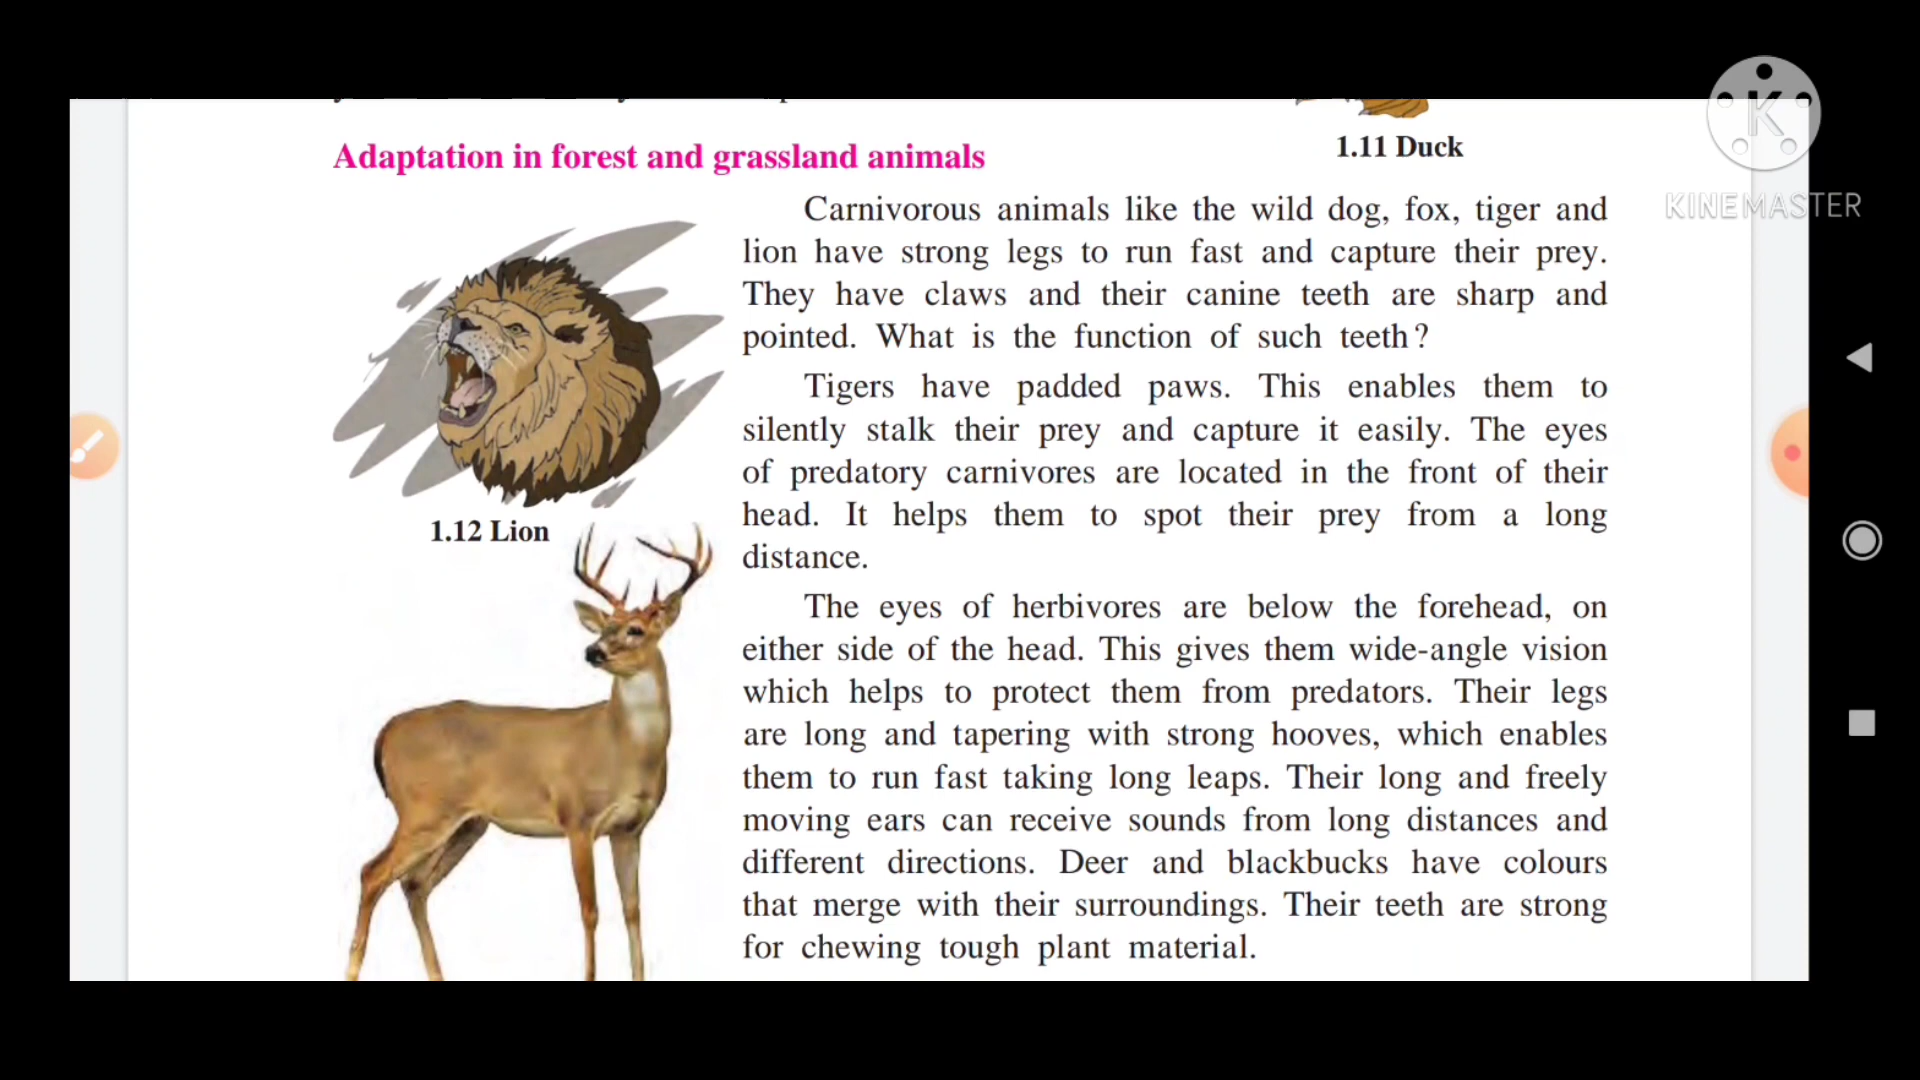 Adaptation in forest and grassland animals
1.11 Duck
K
KINEMASTER
Carnivorous animals like the wild dog, fox, tiger and
lion have strong legs to run fast and capture their prey.
They have claws and their canine teeth are sharp and
pointed. What is the function of such teeth?
Tigers have padded paws. This enables them to
silently stalk their prey and capture it easily. The eyes
of predatory carnivores are located in the front of their
head. It helps them to spot their prey from a long
distance.
1.12 Lion
The eyes of herbivores are below the forehead, on
either side of the head. This gives them wide-angle vision
which helps to protect them from predators. Their legs
are long and tapering with strong hooves, which enables
them to run fast taking long leaps. Their long and freely
moving ears can receive sounds from long distances and
different directions. Deer and blackbucks have colours
that merge with their surroundings. Their teeth are strong
for chewing tough plant material.